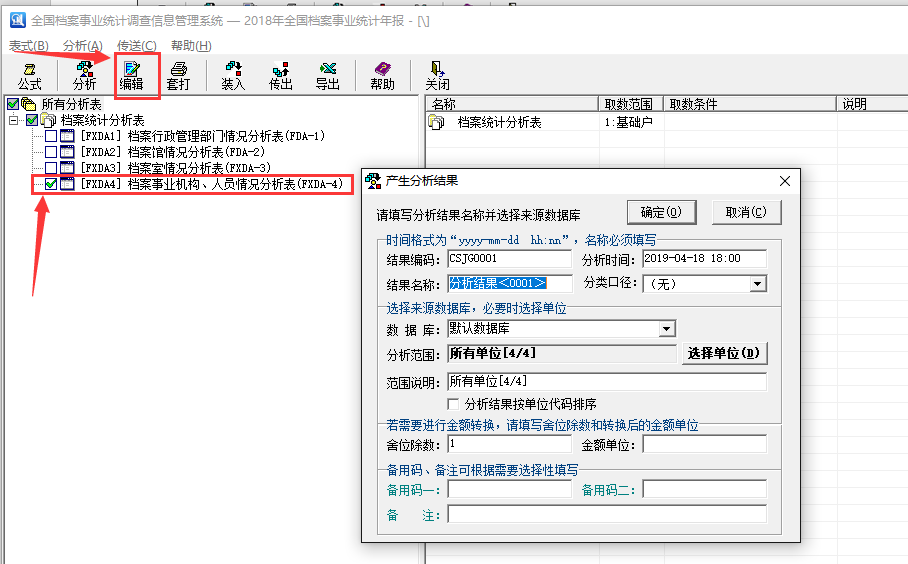 全国档案事业统计调查信息管理系统 — 2018年全国档案事业统计年报 - [\]
表式(B) 分析(A) 传送(C) 帮助(H)
公式 分析 编辑 套打 装入 传出 导出 帮助 关闭
所有分析表
档案统计分析表
[FXDA1] 档案行政管理部门情况分析表(FDA-1)
[FXDA2] 档案馆情况分析表(FDA-2)
[FXDA3] 档案室情况分析表(FXDA-3)
[FXDA4] 档案事业机构、人员情况分析表(FXDA-4)
名称 取数范围 取数条件 说明
档案统计分析表 1:基础户
产生分析结果
请填写分析结果名称并选择来源数据库
确定(O) 取消(C)
时间格式为“yyyy-mm-dd hh:nn”，名称必须填写
结果编码： CSJG0001 分析时间： 2019-04-18 18:00
结果名称： 分析结果<0001> 分类口径： (无)
选择来源数据库，必要时选择单位
数 据 库： 默认数据库
分析范围： 所有单位[4/4] 选择单位(D)
范围说明： 所有单位[4/4]
分析结果按单位代码排序
若需要进行金额转换，请填写舍位除数和转换后的金额单位
舍位除数： 1 金额单位：
备用码、备注可根据需要选择性填写
备用码一： 备用码二：
备 注：